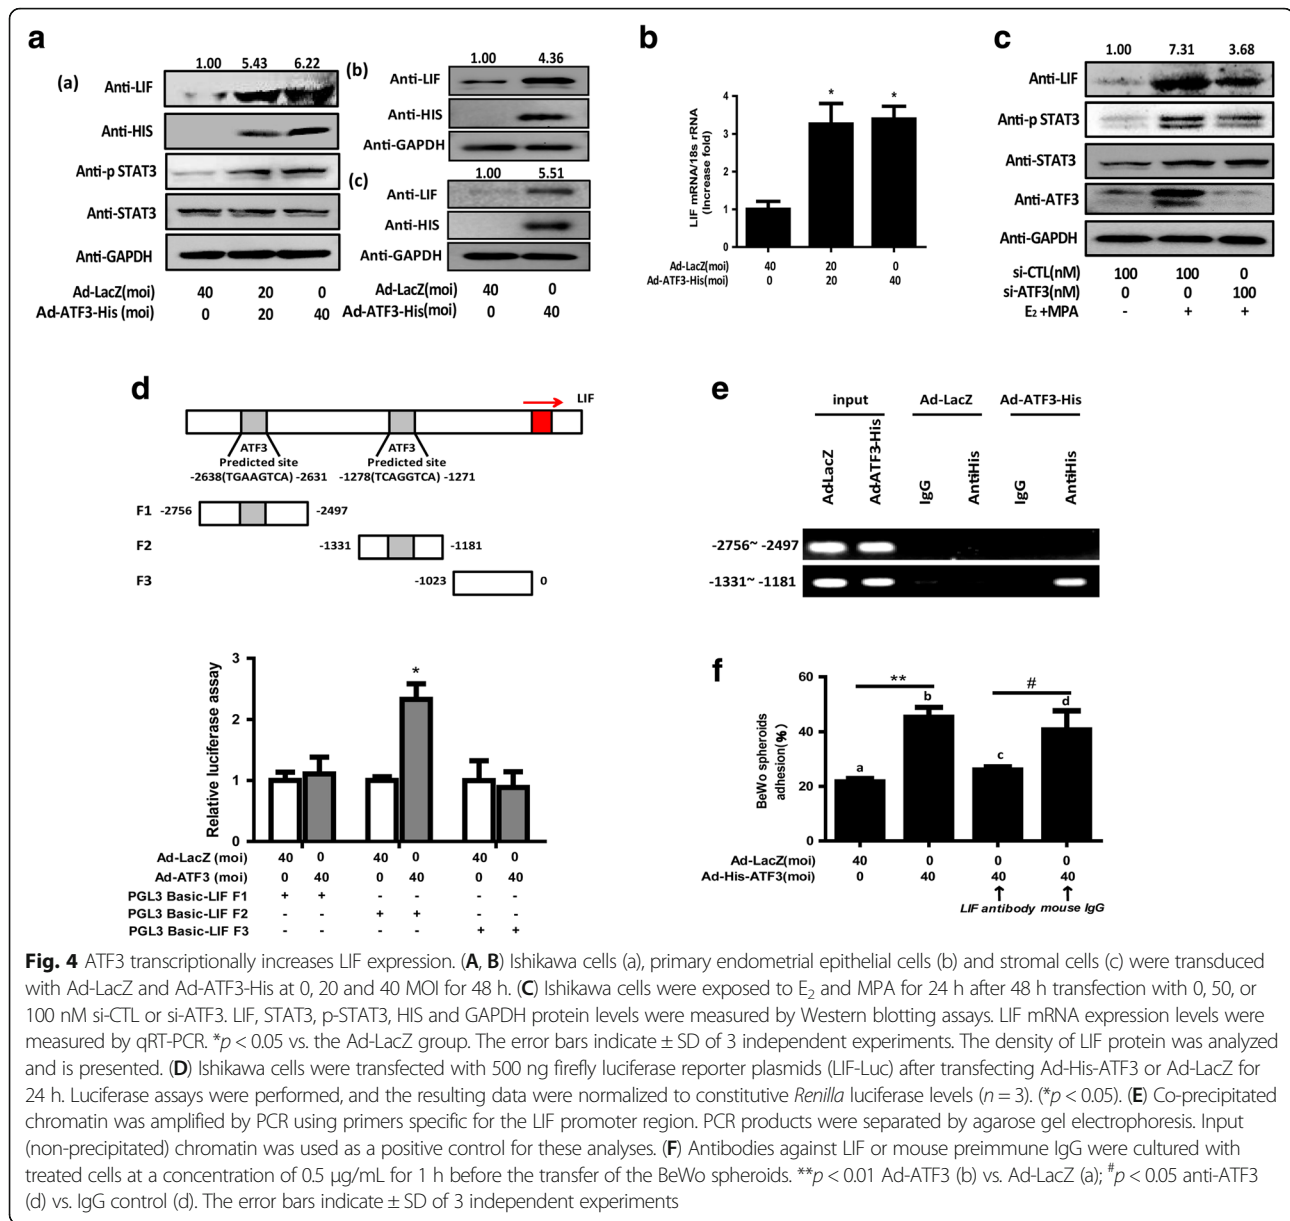 a
(a)
1.00 5.43 6.22
Anti-LIF
Anti-HIS
Anti-p STAT3
Anti-STAT3
Anti-GAPDH
Ad-LacZ(moi) 40 20 0
Ad-ATF3-His (moi) 0 20 40
(b)
1.00 4.36
Anti-LIF
Anti-HIS
Anti-GAPDH
(c)
1.00 5.51
Anti-LIF
Anti-HIS
Anti-GAPDH
Ad-LacZ(moi) 40 0
Ad-ATF3-His(moi) 0 40
b
LIF mRNA/18s rRNA
(Increase fold)
5
4
3
2
1
0
* *
Ad-LacZ(moi) 40 20 0
Ad-ATF3-His(moi) 0 20 40
c
1.00 7.31 3.68
Anti-LIF
Anti-p STAT3
Anti-STAT3
Anti-ATF3
Anti-GAPDH
si-CTL(nM) 100 100 0
si-ATF3(nM) 0 0 100
E2 +MPA - + +
d
LIF
ATF3 ATF3
Predicted site Predicted site
-2638(TGAAGTCA) -2631 -1278(TCAGGTCA) -1271
F1 -2756 -2497
F2 -1331 -1181
F3 -1023 0
Relative luciferase assay
3
2
1
0
*
Ad-LacZ (moi) 40 0 40 0 40 0
Ad-ATF3 (moi) 0 40 0 40 0 40
PGL3 Basic-LIF F1 + + - - - -
PGL3 Basic-LIF F2 - - + + - -
PGL3 Basic-LIF F3 - - - - + +
e
input Ad-LacZ Ad-ATF3-His
Ad-LacZ Ad-ATF3-His IgG AntiHis IgG AntiHis
-2756~ -2497
-1331~ -1181
f
BeWo spheroids
adhesion(%)
60
40
20
0
** #
a b c d
Ad-LacZ(moi) 40 0 0 0
Ad-His-ATF3(moi) 0 40 40 40
LIF antibody mouse IgG
Fig. 4 ATF3 transcriptionally increases LIF expression. (A, B) Ishikawa cells (a), primary endometrial epithelial cells (b) and stromal cells (c) were transduced
with Ad-LacZ and Ad-ATF3-His at 0, 20 and 40 MOI for 48 h. (C) Ishikawa cells were exposed to E2 and MPA for 24 h after 48 h transfection with 0, 50, or
100 nM si-CTL or si-ATF3. LIF, STAT3, p-STAT3, HIS and GAPDH protein levels were measured by Western blotting assays. LIF mRNA expression levels were
measured by qRT-PCR. *p < 0.05 vs. the Ad-LacZ group. The error bars indicate ± SD of 3 independent experiments. The density of LIF protein was analyzed
and is presented. (D) Ishikawa cells were transfected with 500 ng firefly luciferase reporter plasmids (LIF-Luc) after transfecting Ad-His-ATF3 or Ad-LacZ for
24 h. Luciferase assays were performed, and the resulting data were normalized to constitutive Renilla luciferase levels (n = 3). (*p < 0.05). (E) Co-precipitated
chromatin was amplified by PCR using primers specific for the LIF promoter region. PCR products were separated by agarose gel electrophoresis. Input
(non-precipitated) chromatin was used as a positive control for these analyses. (F) Antibodies against LIF or mouse preimmune IgG were cultured with
treated cells at a concentration of 0.5 μg/mL for 1 h before the transfer of the BeWo spheroids. **p < 0.01 Ad-ATF3 (b) vs. Ad-LacZ (a); #p < 0.05 anti-ATF3
(d) vs. IgG control (d). The error bars indicate ± SD of 3 independent experiments